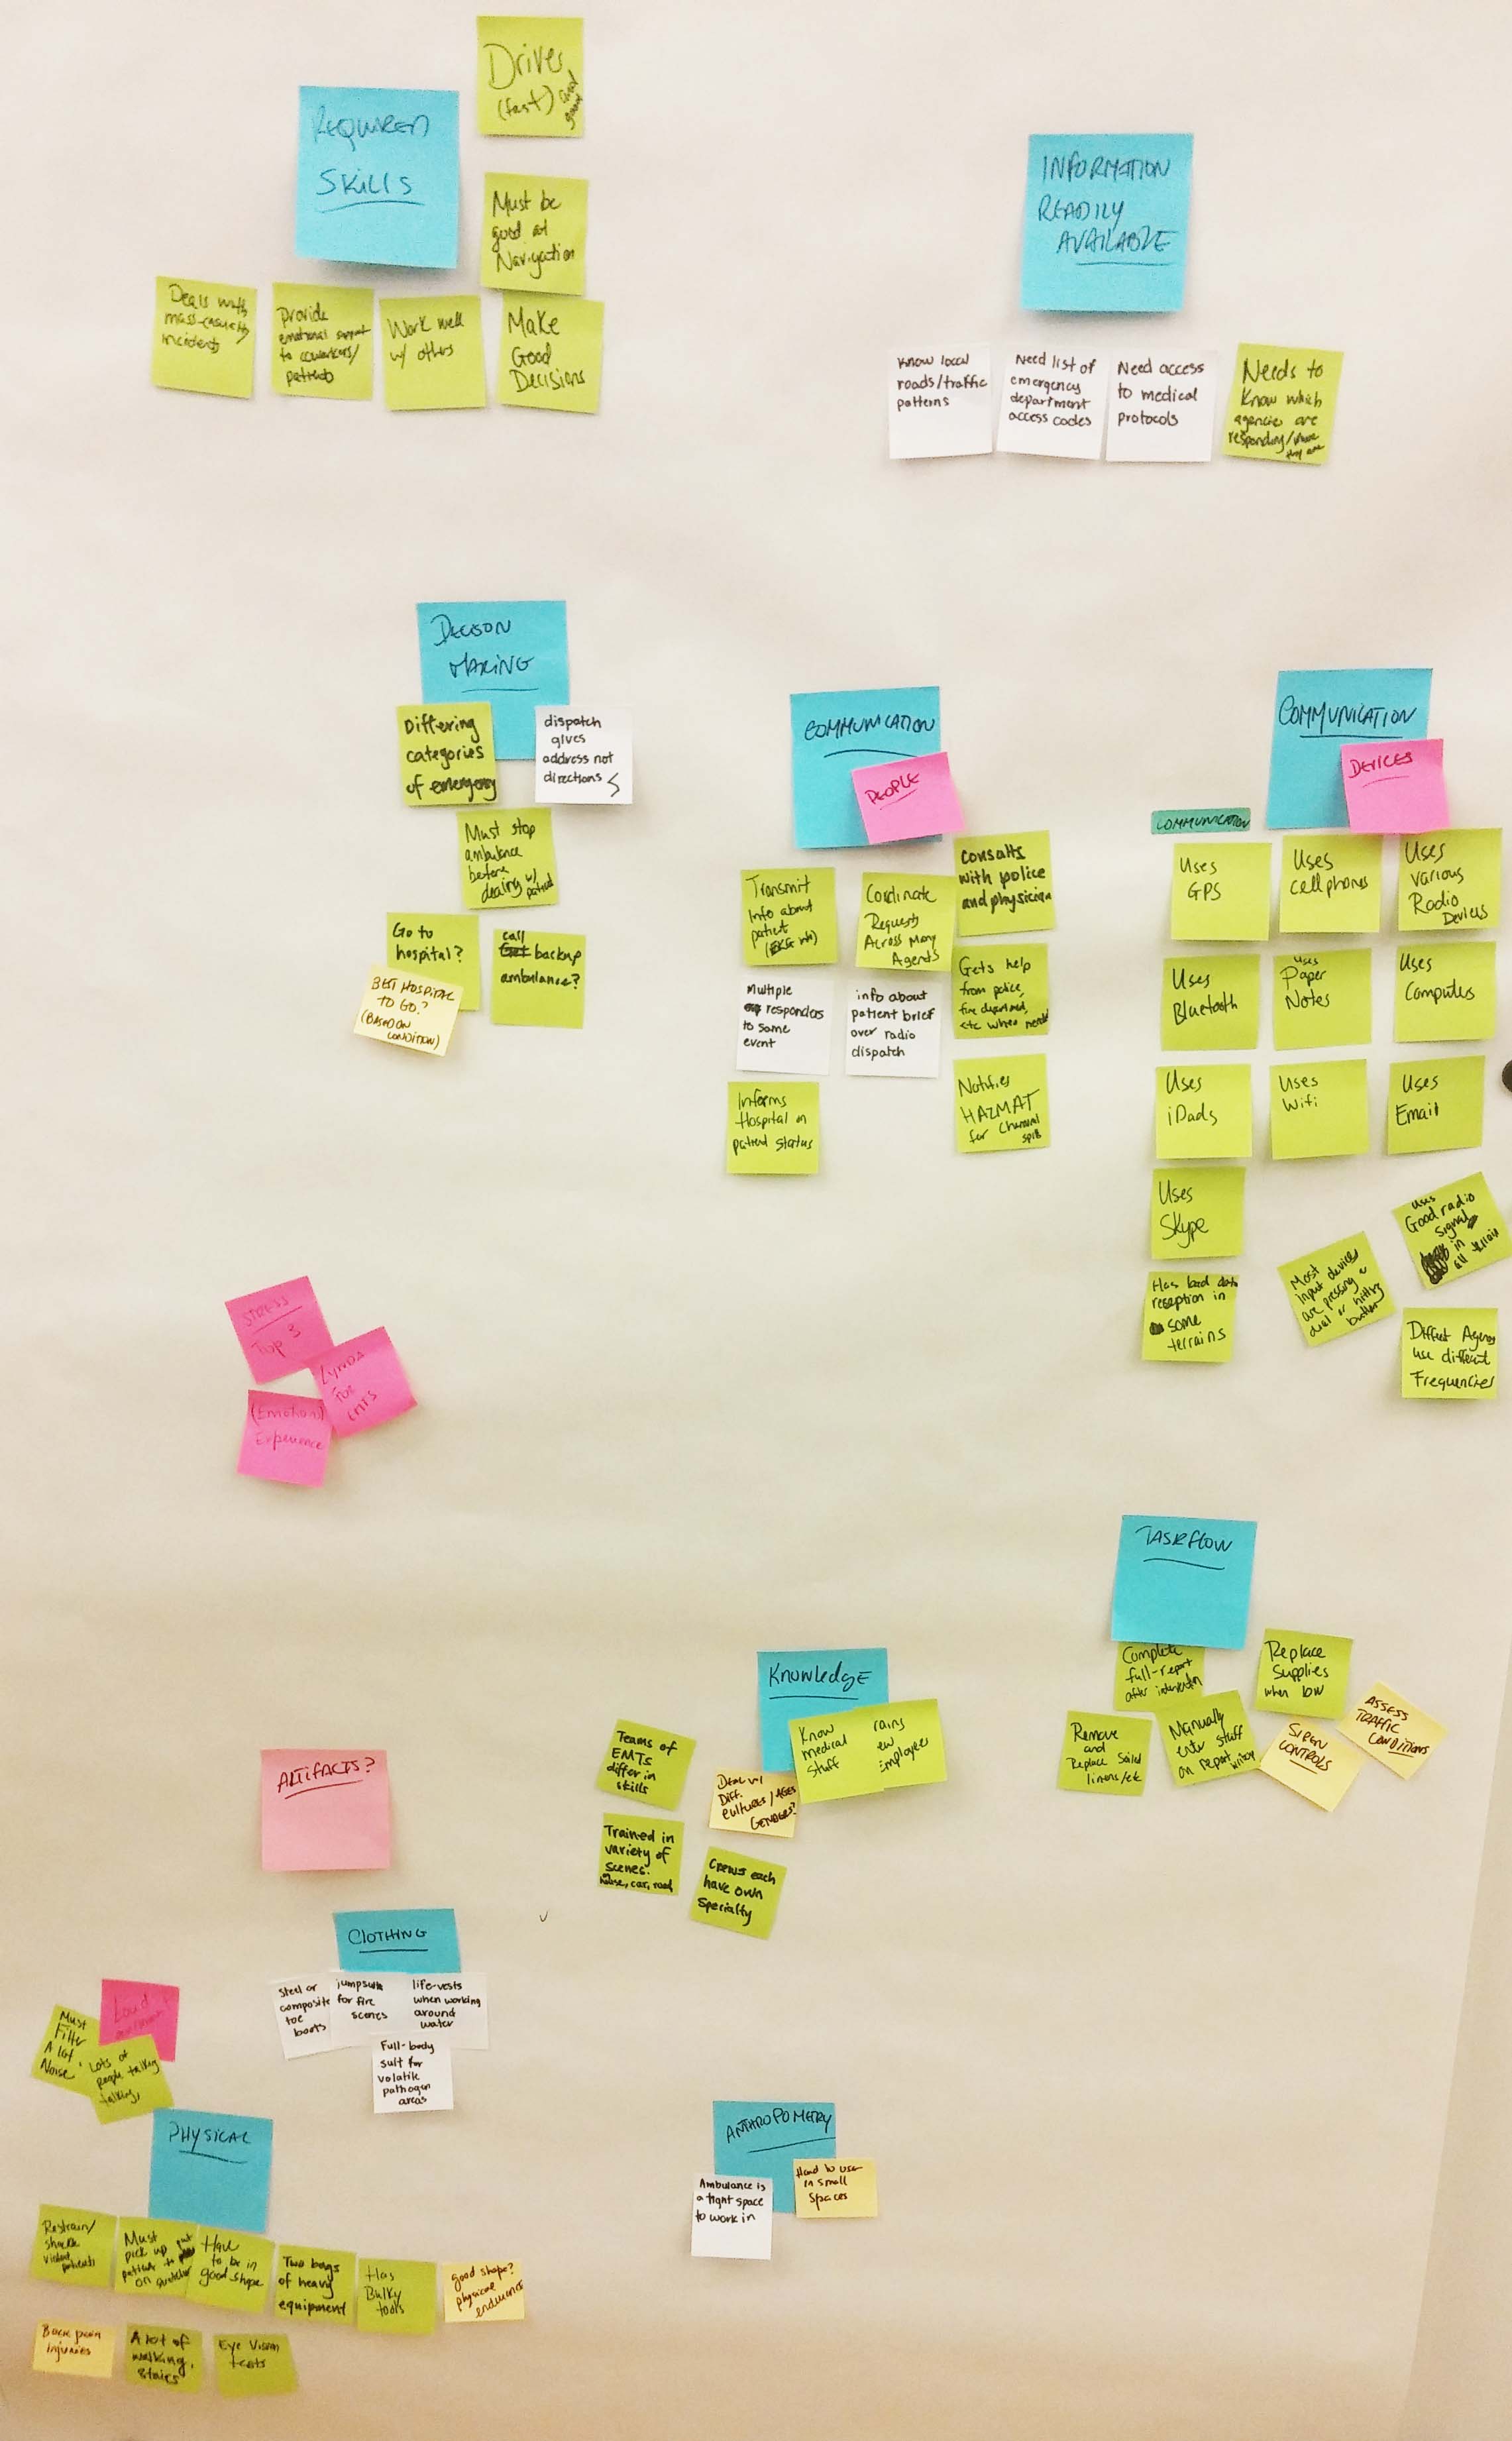 Drives
(fast) and
REQUIRED
SKILLS
Must be
good at
Navigation
Deals with
mass-casualty
incidents
Provide
emotional support
to coworkers/
patients
Work well
w/ others
Make
Good
Decisions
INFORMATION
READILY
AVAILABLE
Know local
roads/traffic
patterns
Need list of
emergency
department
access codes
Need access
to medical
protocols
Needs to
Know which
agencies are
responding/where
they are
DECISON
MAKING
Differing
categories
of emergency
dispatch
gives
address not
directions
Must stop
ambulance
before
dealing w/
patient
Go to
hospital?
BEST HOSPITAL
TO GO?
(BASED ON
CONDITION)
call
Get backup
ambulance?
COMMUNICATION
PEOPLE
Transmit
Info about
patient
(EKG info)
Coordinate
Requests
Across Many
Agents
Consults
with police
and physician
Multiple
responders
to same
event
info about
patient brief
over radio
dispatch
Gets help
from police,
fire department,
etc when needed
Informs
Hospital on
patient status
Notifies
HAZMAT
for chemical
spills
COMMUNICATION
DEVICES
COMMUNICATION
Uses
GPS
Uses
cell phones
Uses
various
Radio
Devices
Uses
Bluetooth
uses
Paper
Notes
Uses
Computers
Uses
iPads
Uses
Wifi
Uses
Email
Uses
Skype
Has bad data
reception in
some
terrains
Most
input devices
are pressing a
dial or hitting
buttons
uses
Good radio
signal
in
all terrain
Diffrent Agency
use different
Frequencies
STRESS
Top 3
LYNDA
FOR
EMTS
(Emotional)
Experience
TASKFLOW
Complete
full-report
after intervention
Replace
Supplies
when low
Remove
and
Replace Soiled
linens/etc
Manually
enter stuff
on report
writing
SIREN
CONTROLS
ASSESS
TRAFFIC
CONDITIONS
KNOWLEDGE
Know
medical
stuff
rains
ew
employees
Teams of
EMTs
differ in
skills
DEAL W/
DIFF.
CULTURES/AGES
GENDERS?
Trained in
variety of
scenes:
house, car, road
Crews each
have own
Specialty
ARTIFACTS?
CLOTHING
Steel or
composite
toe
boots
jumpsuits
for fire
scenes
life-vests
when working
around
water
Full-body
suit for
volatile
pathogen
areas
Loud
Must
Filter
A lot
Noise
Lots of
people talking
talking,
PHYSICAL
Restrain/
shackle
violent
patients
Must
pick up
patients to put
on
Have
to be in
good shape
Two bags
of heavy
equipment
Has
Bulky
tools
good shape?
physical
endurance
Back pain
injuries
A lot of
walking,
stairs
Eye Vision
tests
ANTHROPOMETRY
Ambulance is
a tight space
to work in
Hard to use
in small
spaces